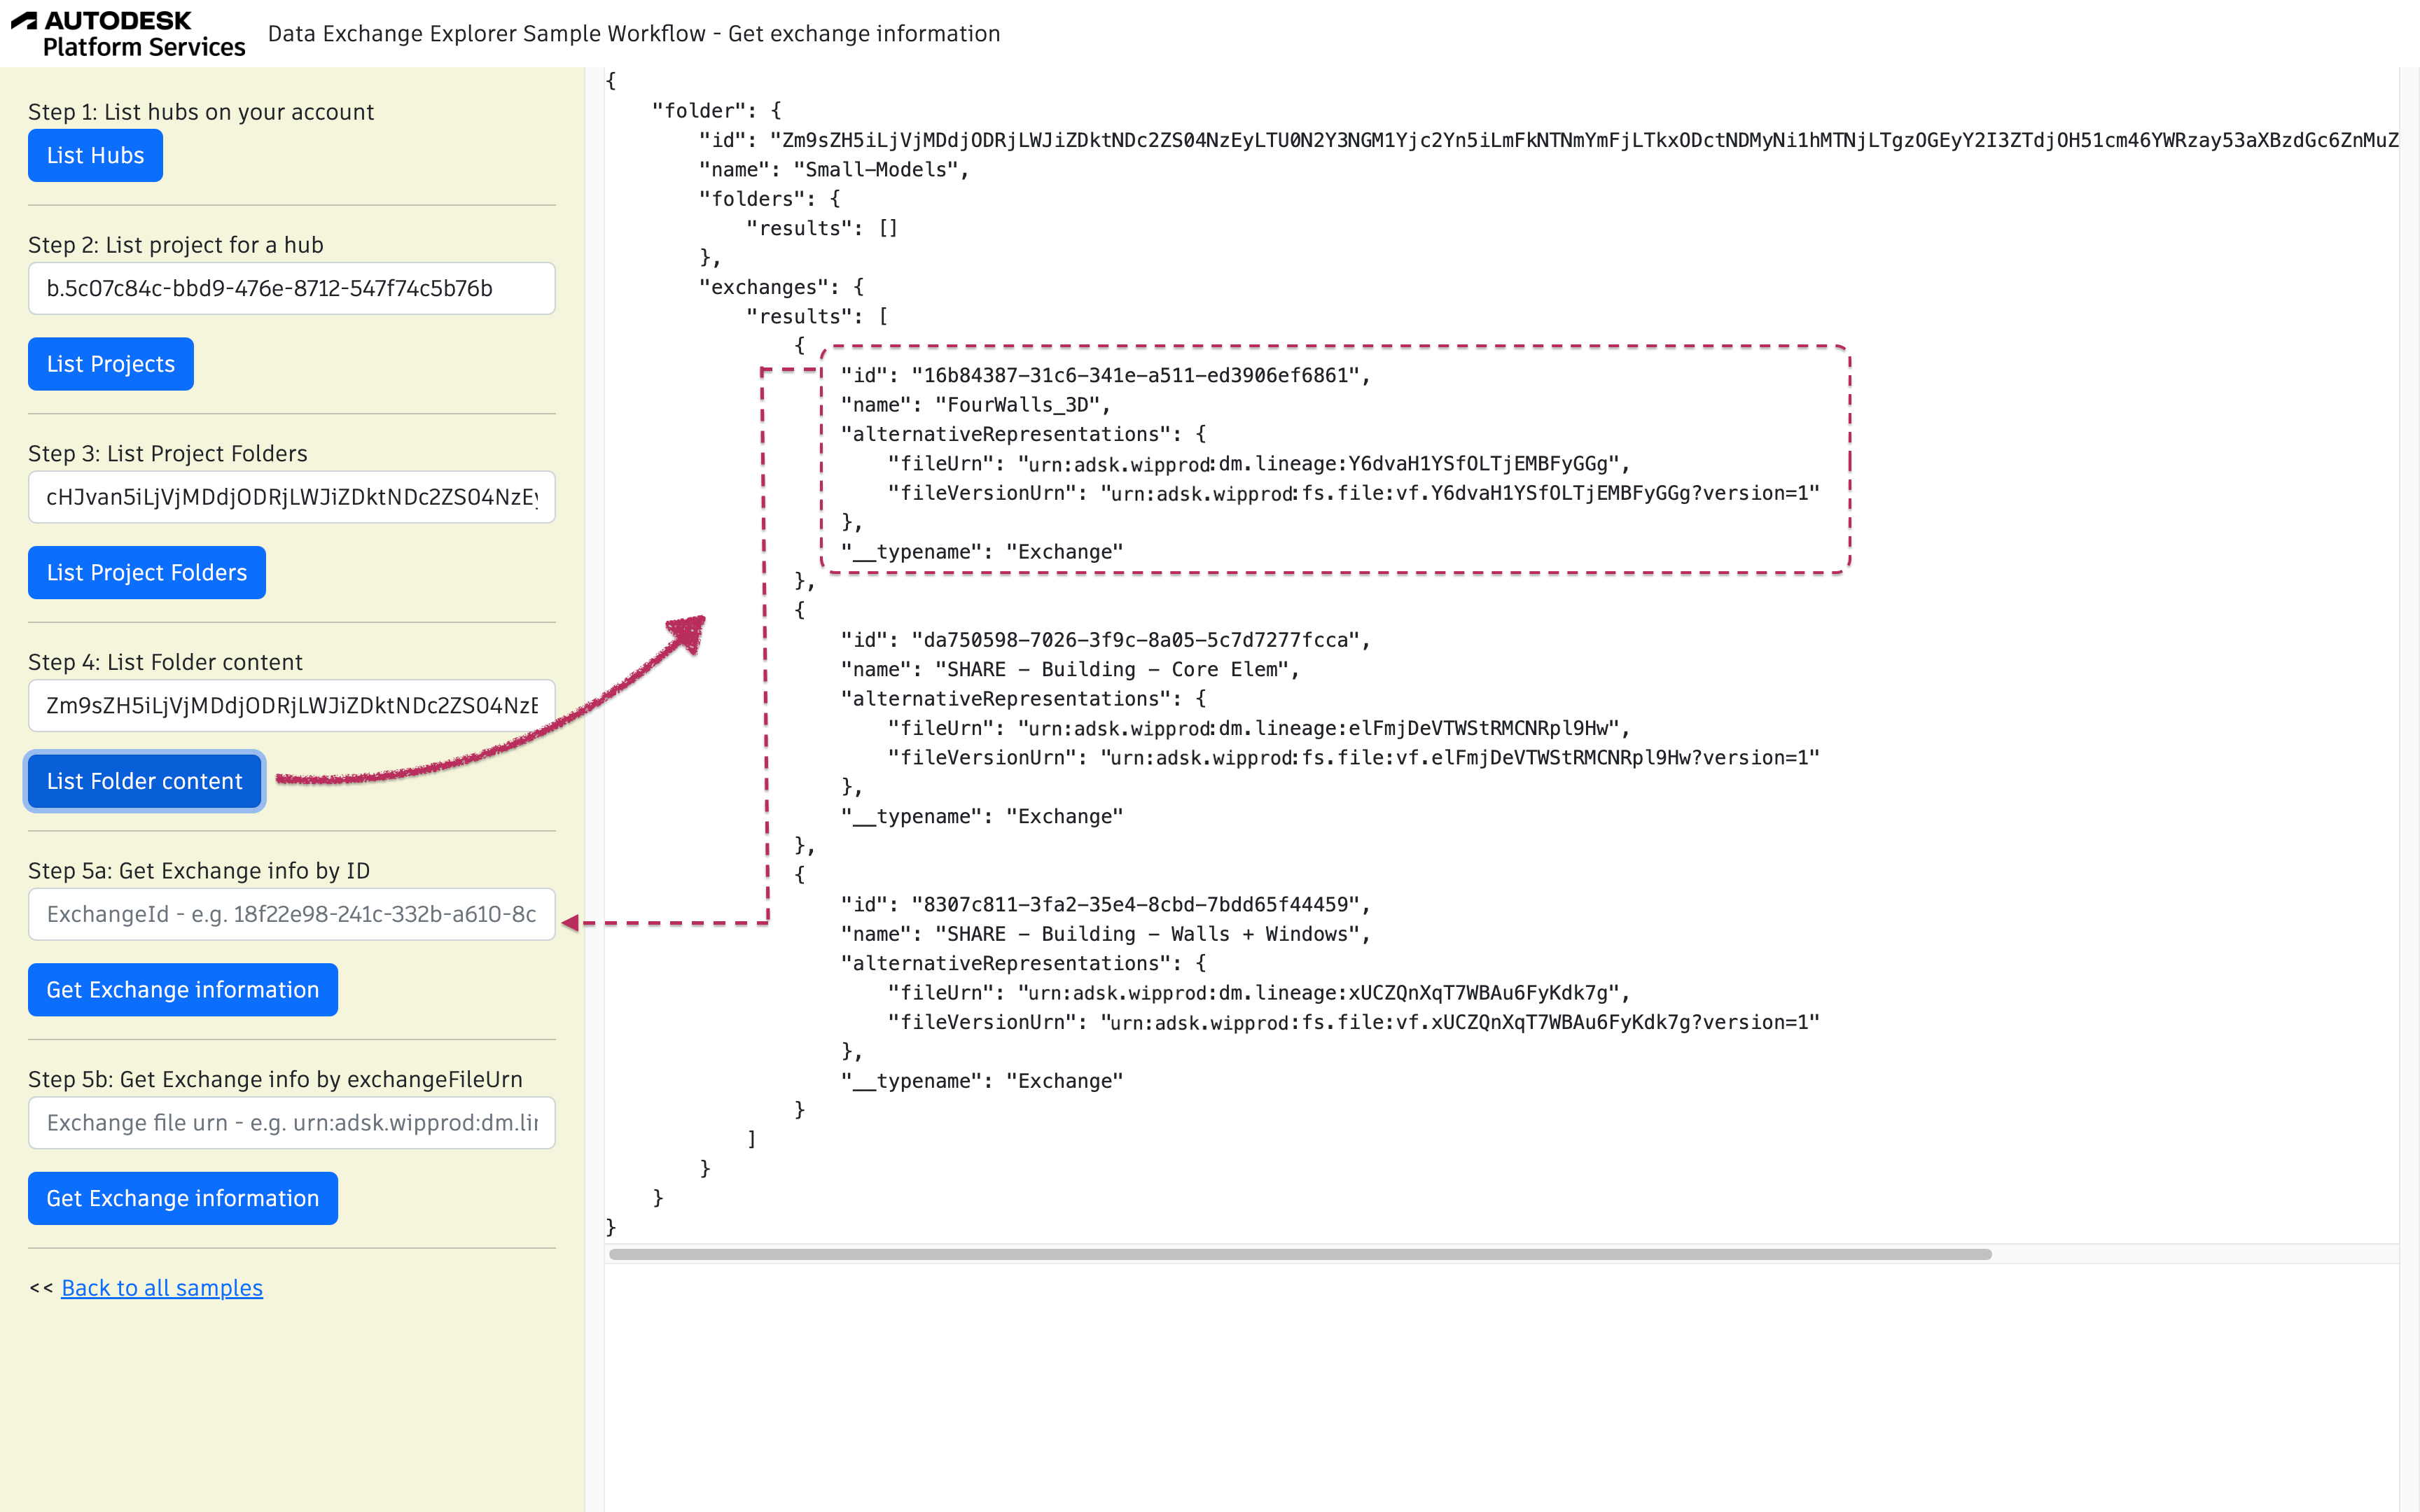 AUTODESK
Platform Services
Data Exchange Explorer Sample Workflow - Get exchange information
Step 1: List hubs on your account
List Hubs
Step 2: List project for a hub
b.5c07c84c-bbd9-476e-8712-547f74c5b76b
List Projects
Step 3: List Project Folders
cHJvan5iLjVjMDdjODRjLWJiZDktNDc2ZS04NzEy
List Project Folders
Step 4: List Folder content
Zm9sZH5iLjVjMDdjODRjLWJiZDktNDc2ZS04NzE
List Folder content
Step 5a: Get Exchange info by ID
ExchangeId - e.g. 18f22e98-241c-332b-a610-8c
Get Exchange information
Step 5b: Get Exchange info by exchangeFileUrn
Exchange file urn - e.g. urn:adsk.wipprod:dm.lin
Get Exchange information
<< Back to all samples
{
"folder": {
"id": "Zm9sZH5iLjVjMDdjODRjLWJiZDktNDc2ZS04NzEyLTU0N2Y3NGM1Yjc2Yn5iLmFkNTNmYmFjLTkxODctNDMyNi1hMTNjLTgzOGEyY2I3ZTdjOH51cm46YWRzay53aXBzdGc6ZnMuZ
"name": "Small-Models",
"folders": {
"results": []
},
"exchanges": {
"results": [
{
"id": "16b84387-31c6-341e-a511-ed3906ef6861",
"name": "FourWalls_3D",
"alternativeRepresentations": {
"fileUrn": "urn:adsk.wipprod:dm.lineage:Y6dvaH1YSfOLTjEMBFyGGg",
"fileVersionUrn": "urn:adsk.wipprod:fs.file:vf.Y6dvaH1YSfOLTjEMBFyGGg?version=1"
},
"__typename": "Exchange"
},
{
"id": "da750598-7026-3f9c-8a05-5c7d7277fcca",
"name": "SHARE - Building - Core Elem",
"alternativeRepresentations": {
"fileUrn": "urn:adsk.wipprod:dm.lineage:elFmjDeVTWStRMCNRpl9Hw",
"fileVersionUrn": "urn:adsk.wipprod:fs.file:vf.elFmjDeVTWStRMCNRpl9Hw?version=1"
},
"__typename": "Exchange"
},
{
"id": "8307c811-3fa2-35e4-8cbd-7bdd65f44459",
"name": "SHARE - Building - Walls + Windows",
"alternativeRepresentations": {
"fileUrn": "urn:adsk.wipprod:dm.lineage:xUCZQnXqT7WBAu6FyKdk7g",
"fileVersionUrn": "urn:adsk.wipprod:fs.file:vf.xUCZQnXqT7WBAu6FyKdk7g?version=1"
},
"__typename": "Exchange"
}
]
}
}
}